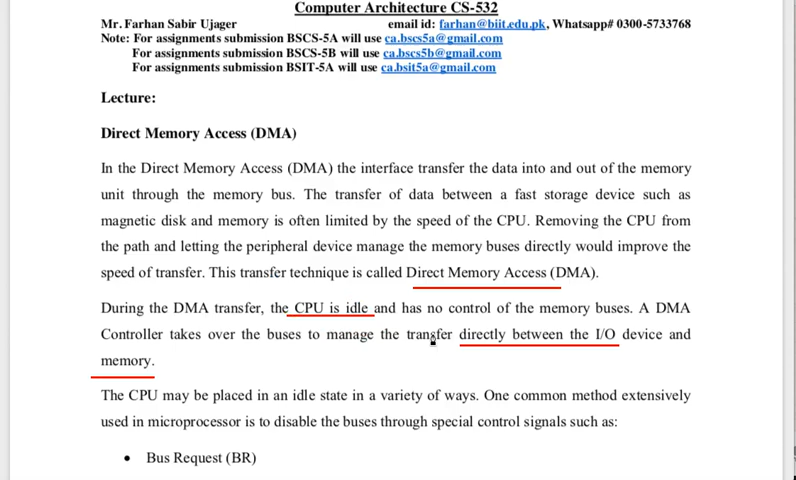 Computer Architecture CS-532
Mr. Farhan Sabir Ujager email id: farhan@biit.edu.pk, Whatsapp# 0300-5733768
Note: For assignments submission BSCS-5A will use ca.bscs5a@gmail.com
For assignments submission BSCS-5B will use ca.bscs5b@gmail.com
For assignments submission BSIT-5A will use ca.bsit5a@gmail.com
Lecture:
Direct Memory Access (DMA)
In the Direct Memory Access (DMA) the interface transfer the data into and out of the memory
unit through the memory bus. The transfer of data between a fast storage device such as
magnetic disk and memory is often limited by the speed of the CPU. Removing the CPU from
the path and letting the peripheral device manage the memory buses directly would improve the
speed of transfer. This transfer technique is called Direct Memory Access (DMA).
During the DMA transfer, the CPU is idle and has no control of the memory buses. A DMA
Controller takes over the buses to manage the transfer directly between the I/O device and
memory.
The CPU may be placed in an idle state in a variety of ways. One common method extensively
used in microprocessor is to disable the buses through special control signals such as:
• Bus Request (BR)